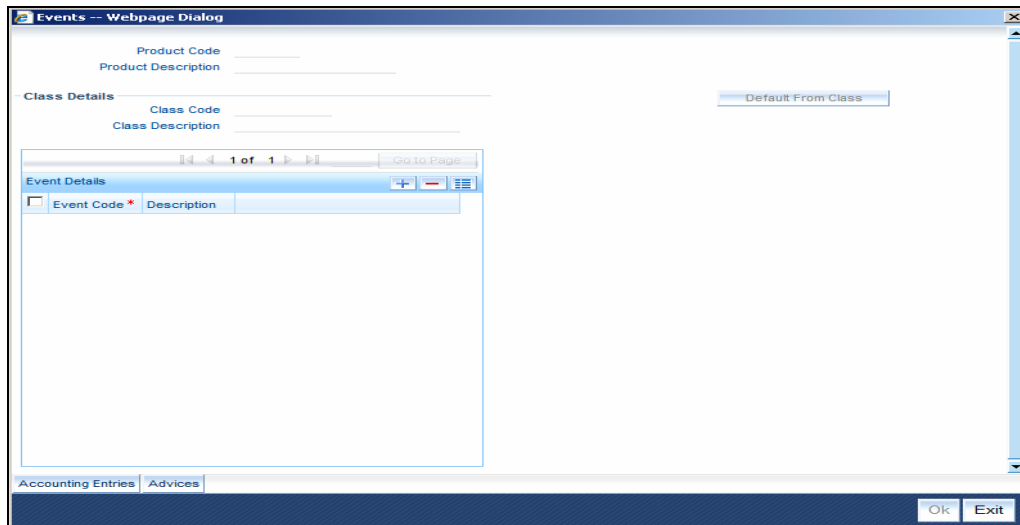 Events -- Webpage Dialog
Product Code
Product Description
Class Details
Default From Class
Class Code
Class Description
1 of 1 Go to Page
Event Details
Event Code * Description
Accounting Entries Advices
Ok Exit